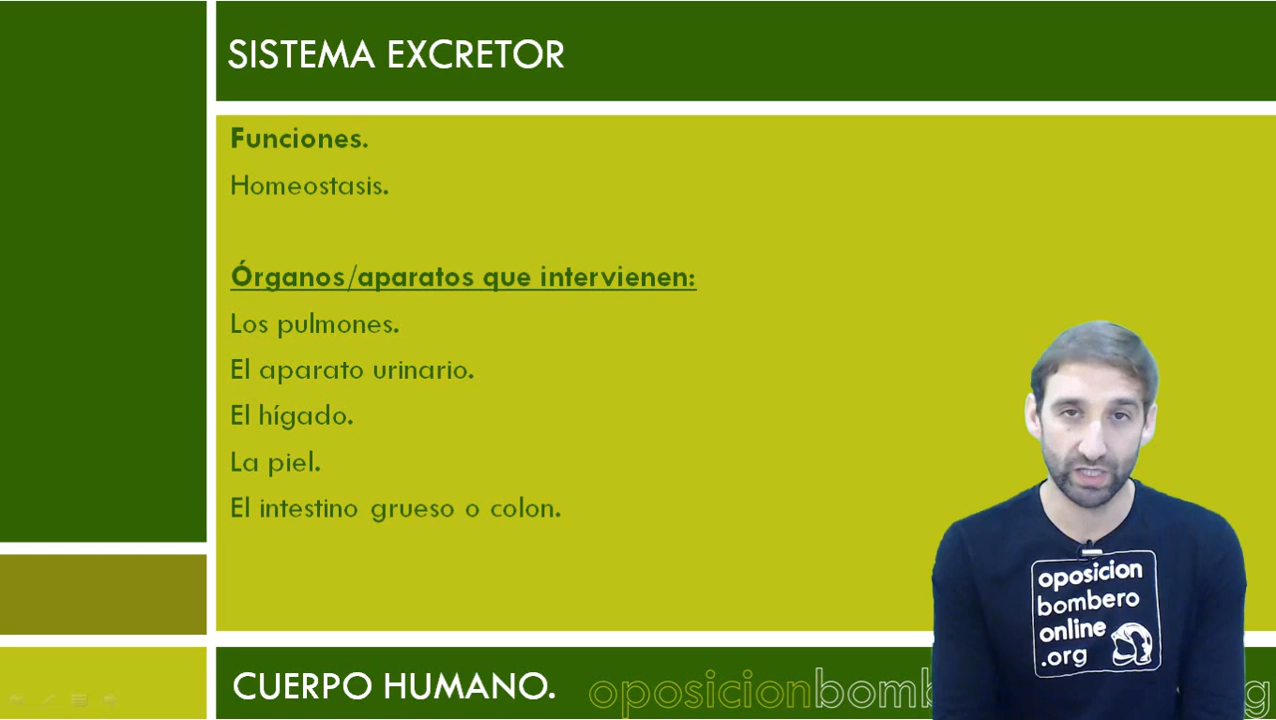 SISTEMA EXCRETOR
Funciones.
Homeostasis.
Órganos/aparatos que intervienen:
Los pulmones.
El aparato urinario.
El hígado.
La piel.
El intestino grueso o colon.
oposicion
bombero
online
.org
CUERPO HUMANO.